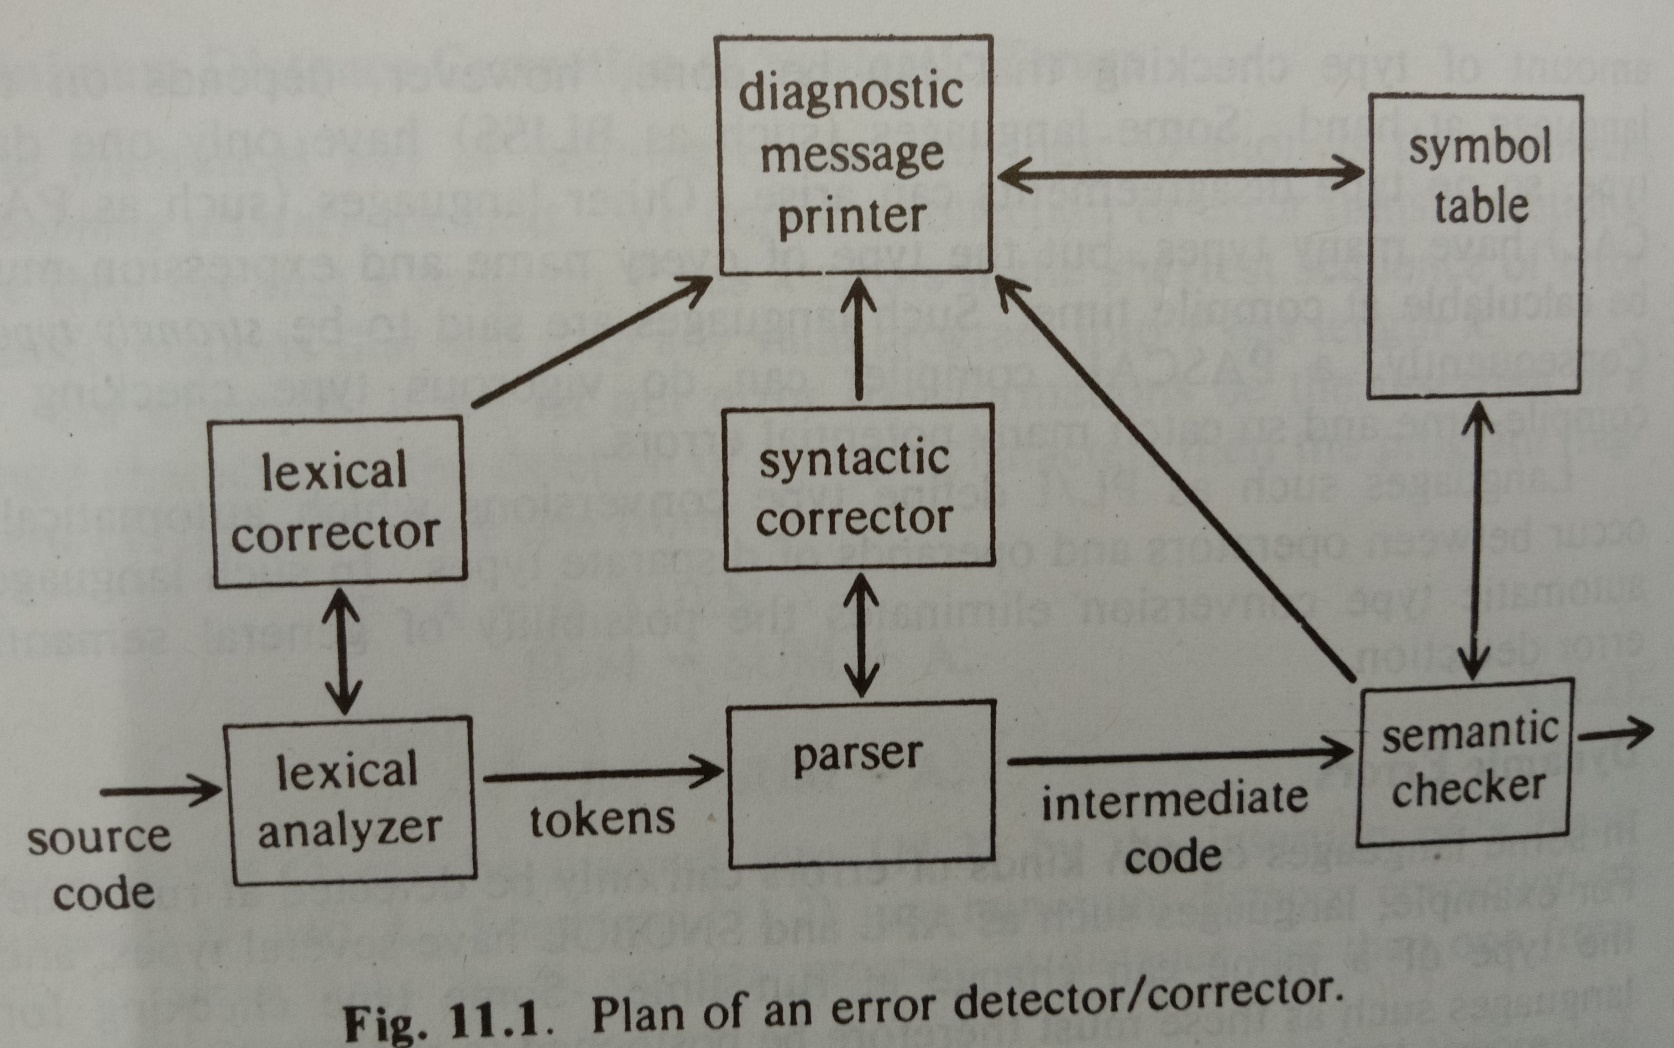 diagnostic
message
printer
symbol
table
lexical
corrector
syntactic
corrector
source
code
lexical
analyzer
tokens
parser
intermediate
code
semantic
checker
Fig. 11.1. Plan of an error detector/corrector.